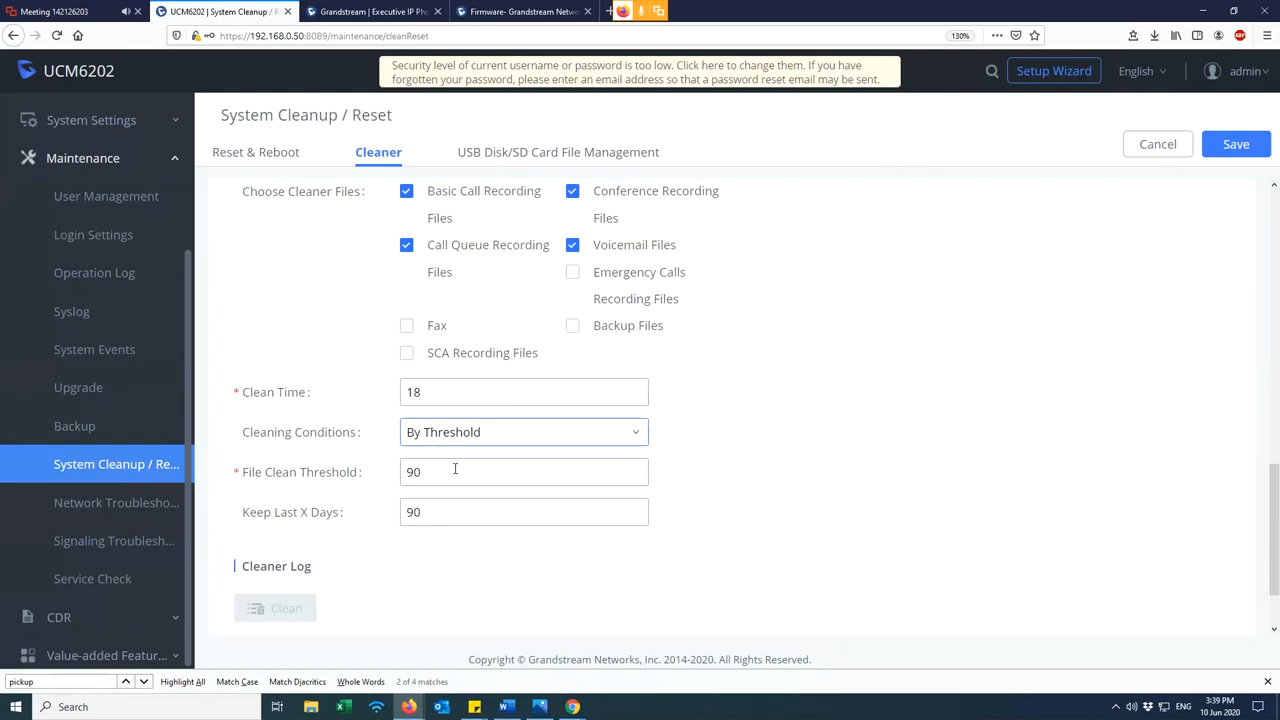 Meeting 142126203
UCM6202 | System Cleanup / R
Grandstream | Executive IP Pho
Firmware- Grandstream Netwo
https://192.168.0.50:8089/maintenance/cleanReset
130%
UCM6202
Security level of current username or password is too low. Click here to change them. If you have
forgotten your password, please enter an email address so that a password reset email may be sent.
Setup Wizard
English
admin
System Settings
Maintenance
User Management
Login Settings
Operation Log
Syslog
System Events
Upgrade
Backup
System Cleanup / Re...
Network Troublesho...
Signaling Troublesh...
Service Check
CDR
Value-added Featur...
System Cleanup / Reset
Reset & Reboot
Cleaner
USB Disk/SD Card File Management
Cancel
Save
Choose Cleaner Files:
Basic Call Recording
Files
Conference Recording
Files
Call Queue Recording
Files
Voicemail Files
Emergency Calls
Recording Files
Fax
Backup Files
SCA Recording Files
* Clean Time:
18
Cleaning Conditions:
By Threshold
* File Clean Threshold:
90
Keep Last X Days:
90
Cleaner Log
Clean
Copyright © Grandstream Networks, Inc. 2014-2020. All Rights Reserved.
pickup
Highlight All
Match Case
Match Diacritics
Whole Words
2 of 4 matches
Search
ENG
3:39 PM
10 Jun 2020